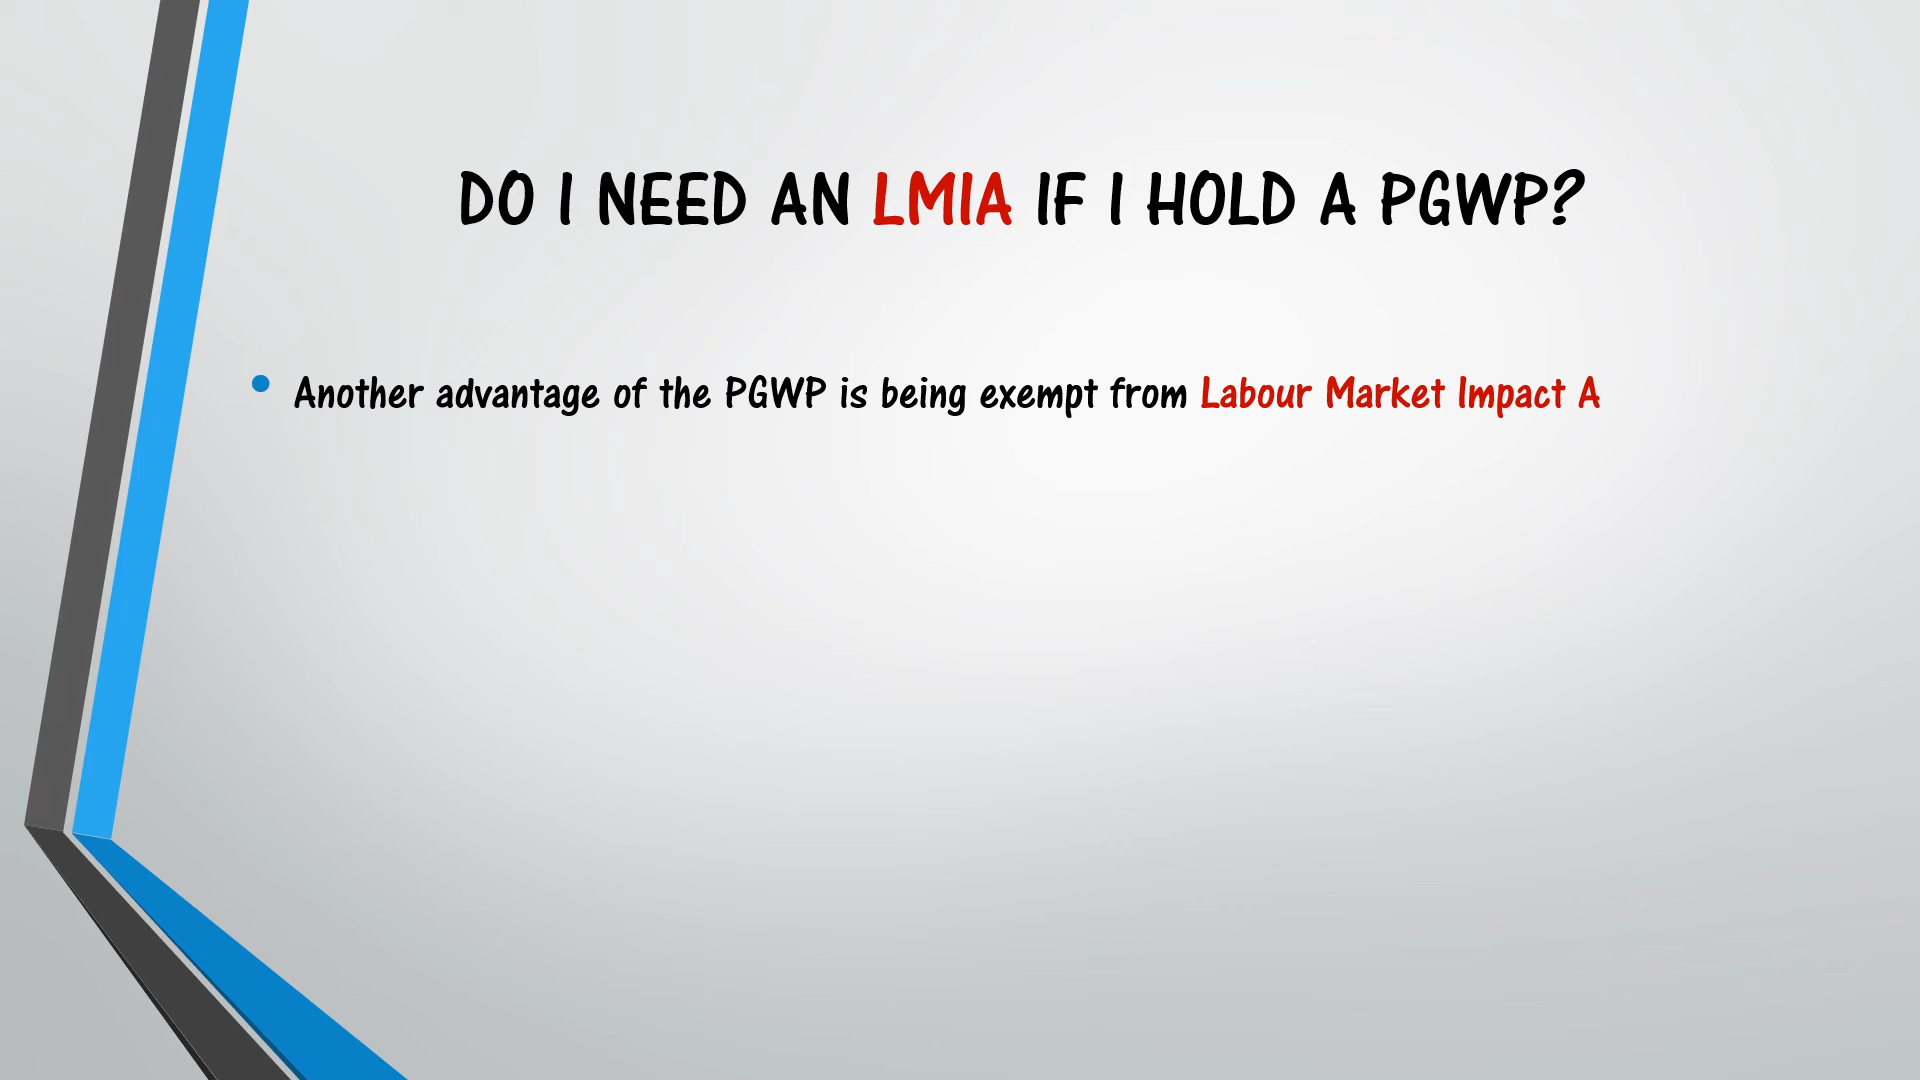 DO I NEED AN LMIA IF I HOLD A PGWP?
• Another advantage of the PGWP is being exempt from Labour Market Impact A